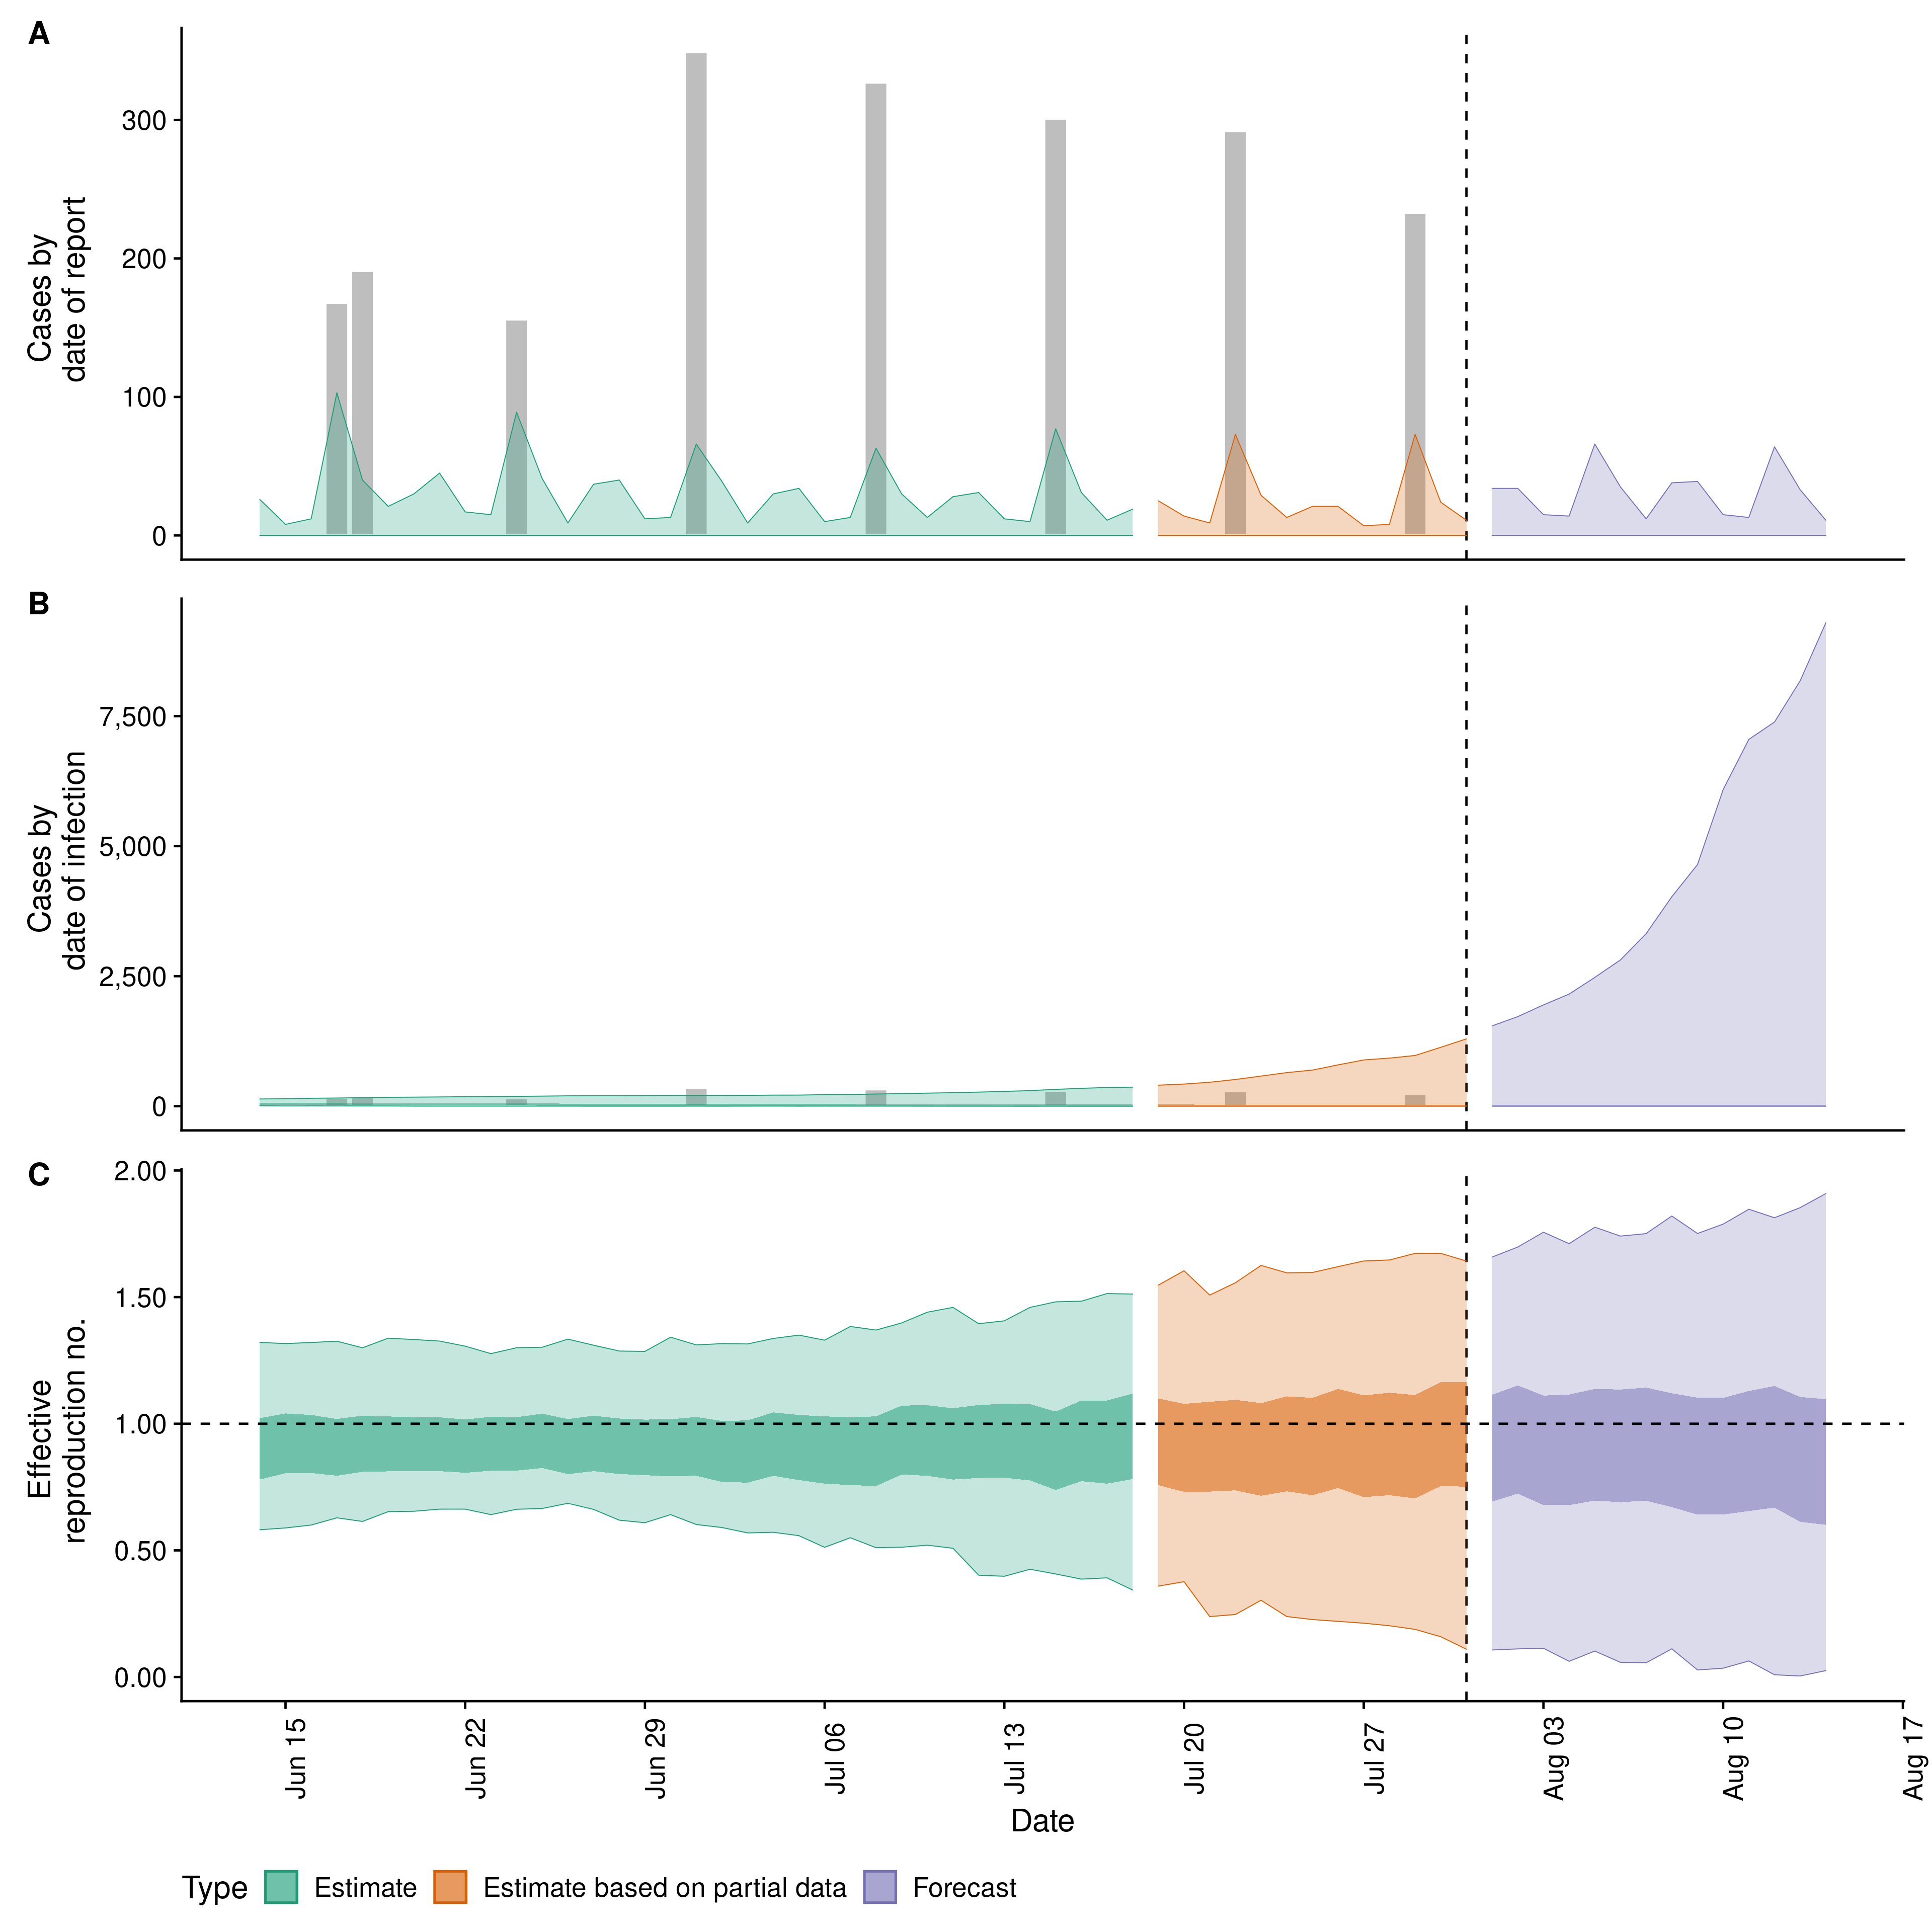 A
Cases by
date of report
300
200
100
0
B
Cases by
date of infection
7,500
5,000
2,500
0
C
Effective
reproduction no.
2.00
1.50
1.00
0.50
0.00
Jun 15
Jun 22
Jun 29
Jul 06
Jul 13
Jul 20
Jul 27
Aug 03
Aug 10
Aug 17
Date
Type Estimate Estimate based on partial data Forecast